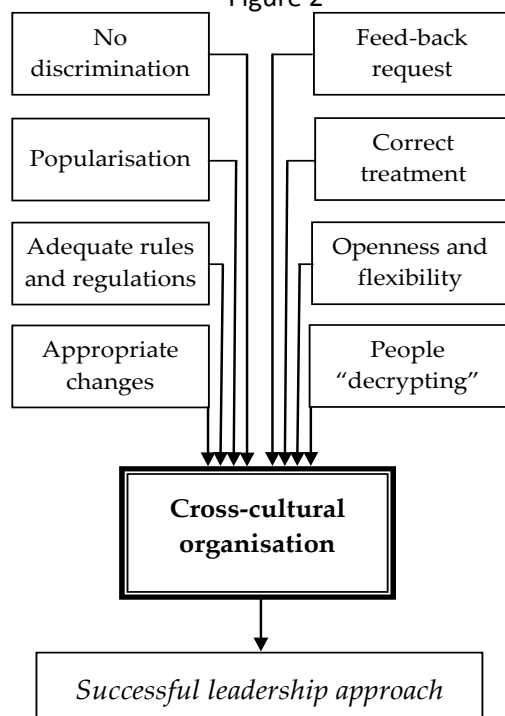 Figure 2
No
discrimination
Feed-back
request
Popularisation
Correct
treatment
Adequate rules
and regulations
Openness and
flexibility
Appropriate
changes
People
“decrypting”
Cross-cultural
organisation
Successful leadership approach